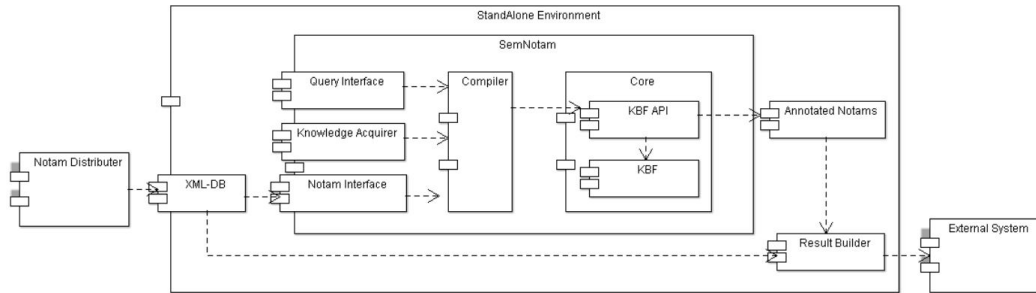 StandAlone Environment
SemNotam
Query Interface
Compiler
Core
KBF API
Annotated Notams
Knowledge Acquirer
Notam Distributer
XML-DB
Notam Interface
KBF
Result Builder
External System